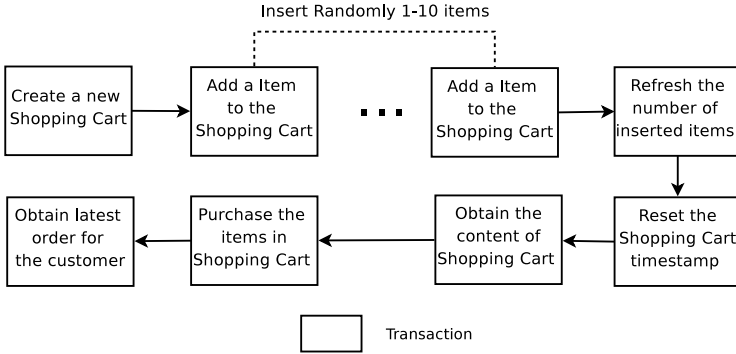 Insert Randomly 1-10 items
Create a new
Shopping Cart
Add a Item
to the
Shopping Cart
Add a Item
to the
Shopping Cart
Refresh the
number of
inserted items
Obtain latest
order for
the customer
Purchase the
items in
Shopping Cart
Obtain the
content of
Shopping Cart
Reset the
Shopping Cart
timestamp
Transaction